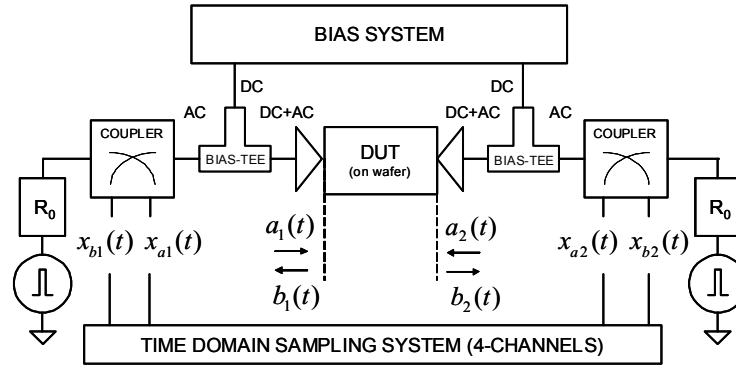 BIAS SYSTEM
DC
DC
AC
DC+AC
DC+AC
AC
COUPLER
BIAS-TEE
DUT
(on wafer)
BIAS-TEE
COUPLER
R0
R0
xb1(t)
xa1(t)
a1(t)
a2(t)
xa2(t)
xb2(t)
b1(t)
b2(t)
TIME DOMAIN SAMPLING SYSTEM (4-CHANNELS)